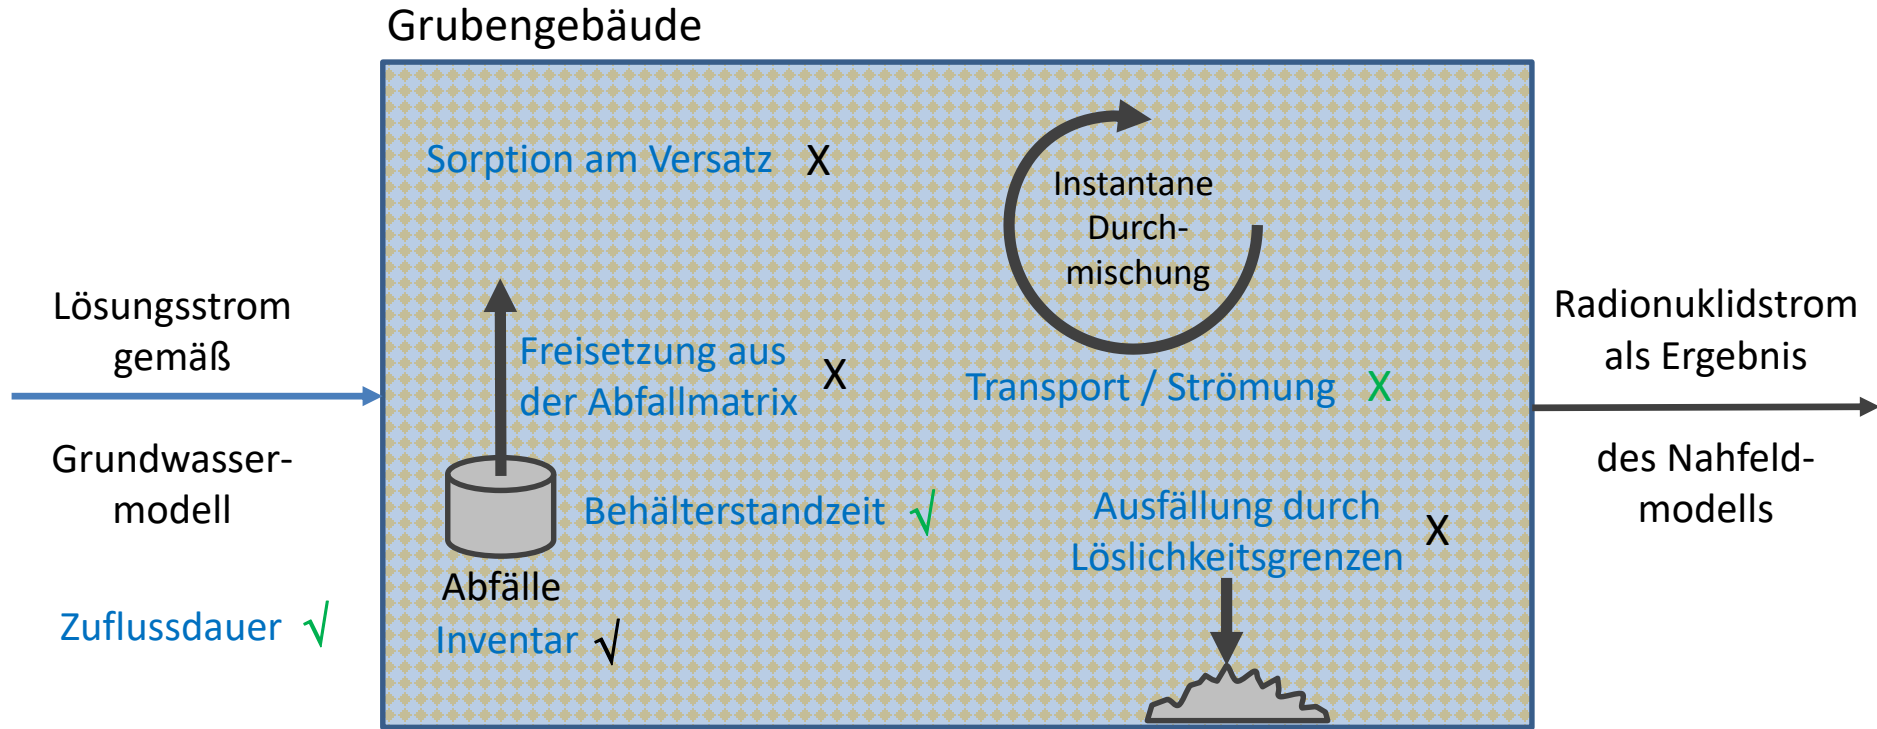 Grubengebäude
Sorption am Versatz X
Instantane
Durch-
mischung
Lösungsstrom
gemäß
Grundwasser-
modell
Zuflussdauer √
Freisetzung aus
der Abfallmatrix X
Transport / Strömung X
Behälterstandzeit √
Abfälle
Inventar √
Ausfällung durch
Löslichkeitsgrenzen X
Radionuklidstrom
als Ergebnis
des Nahfeld-
modells